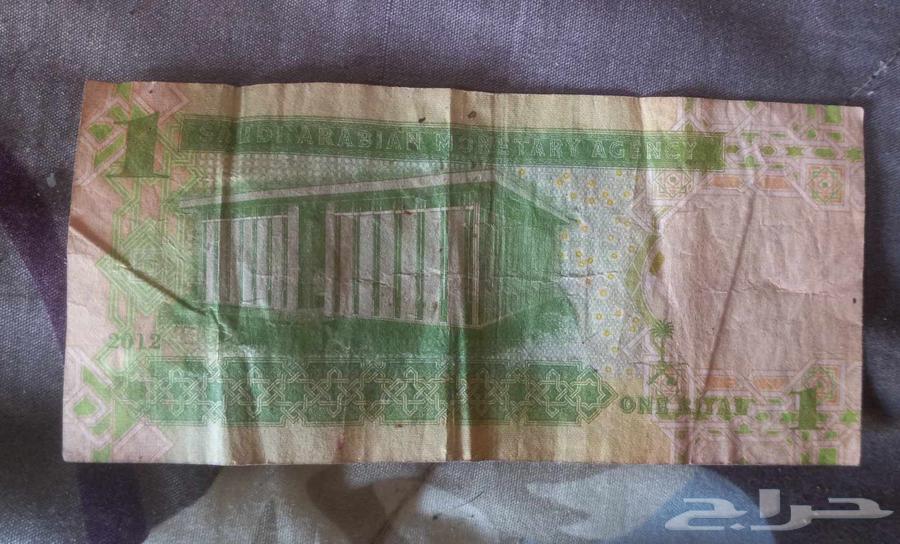 1
SAUDI ARABIAN MONETARY AGENCY
2012
ONE RIYAL
1
حراج